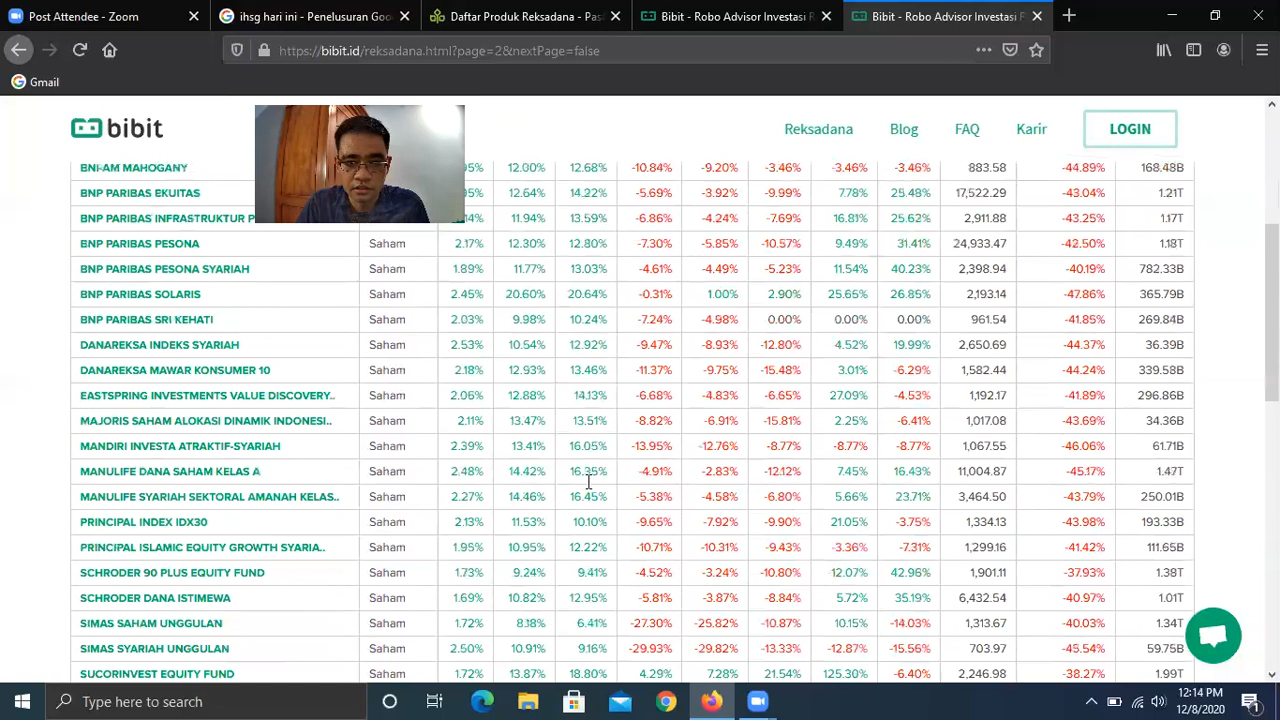 Post Attendee - Zoom
ihsg hari ini - Penelusuran Goo
Daftar Produk Reksadana - Pas
Bibit - Robo Advisor Investasi R
Bibit - Robo Advisor Investasi
https://bibit.id/reksadana.html?page=2&nextPage=false
Gmail
bibit
Reksadana Blog FAQ Karir LOGIN
BNI-AM MAHOGANY 12.00% 12.68% -10.84% -9.20% -3.46% -3.46% -3.46% 883.58 -44.89% 168.48B
BNP PARIBAS EKUITAS 12.64% 14.22% -5.69% -3.92% -9.99% 7.78% 25.48% 17,522.29 -43.04% 1.21T
BNP PARIBAS INFRASTRUKTUR P 11.94% 13.59% -6.86% -4.24% -7.69% 16.81% 25.62% 2,911.88 -43.25% 1.17T
BNP PARIBAS PESONA Saham 2.17% 12.30% 12.80% -7.30% -5.85% -10.57% 9.49% 31.41% 24,933.47 -42.50% 1.18T
BNP PARIBAS PESONA SYARIAH Saham 1.89% 11.77% 13.03% -4.61% -4.49% -5.23% 11.54% 40.23% 2,398.94 -40.19% 782.33B
BNP PARIBAS SOLARIS Saham 2.45% 20.60% 20.64% -0.31% 1.00% 2.90% 25.65% 26.85% 2,193.14 -47.86% 365.79B
BNP PARIBAS SRI KEHATI Saham 2.03% 9.98% 10.24% -7.24% -4.98% 0.00% 0.00% 0.00% 961.54 -41.85% 269.84B
DANAREKSA INDEKS SYARIAH Saham 2.53% 10.54% 12.92% -9.47% -8.93% -12.80% 4.52% 19.99% 2,650.69 -44.37% 36.39B
DANAREKSA MAWAR KONSUMER 10 Saham 2.18% 12.93% 13.46% -11.37% -9.75% -15.48% 3.01% -6.29% 1,582.44 -44.24% 339.58B
EASTSPRING INVESTMENTS VALUE DISCOVERY.. Saham 2.06% 12.88% 14.13% -6.68% -4.83% -6.65% 27.09% -4.53% 1,192.17 -41.89% 296.86B
MAJORIS SAHAM ALOKASI DINAMIK INDONESI.. Saham 2.11% 13.47% 13.51% -8.82% -6.91% -15.81% 2.25% -6.41% 1,017.08 -43.69% 34.36B
MANDIRI INVESTA ATRAKTIF-SYARIAH Saham 2.39% 13.41% 16.05% -13.95% -12.76% -8.77% -8.77% -8.77% 1,067.55 -46.06% 61.71B
MANULIFE DANA SAHAM KELAS A Saham 2.48% 14.42% 16.35% -4.91% -2.83% -12.12% 7.45% 16.43% 11,004.87 -45.17% 1.47T
MANULIFE SYARIAH SEKTORAL AMANAH KELAS.. Saham 2.27% 14.46% 16.45% -5.38% -4.58% -6.80% 5.66% 23.71% 3,464.50 -43.79% 250.01B
PRINCIPAL INDEX IDX30 Saham 2.13% 11.53% 10.10% -9.65% -7.92% -9.90% 21.05% -3.75% 1,334.13 -43.98% 193.33B
PRINCIPAL ISLAMIC EQUITY GROWTH SYARIA.. Saham 1.95% 10.95% 12.22% -10.71% -10.31% -9.43% -3.36% -7.31% 1,299.16 -41.42% 111.65B
SCHRODER 90 PLUS EQUITY FUND Saham 1.73% 9.24% 9.41% -4.52% -3.24% -10.80% 12.07% 42.96% 1,901.11 -37.93% 1.38T
SCHRODER DANA ISTIMEWA Saham 1.69% 10.82% 12.95% -5.81% -3.87% -8.84% 5.72% 35.19% 6,432.54 -40.97% 1.01T
SIMAS SAHAM UNGGULAN Saham 1.72% 8.18% 6.41% -27.30% -25.82% -10.87% 10.15% -14.03% 1,313.67 -40.03% 1.34T
SIMAS SYARIAH UNGGULAN Saham 2.50% 10.91% 9.16% -29.93% -29.82% -13.33% -12.87% -15.56% 703.97 -45.54% 59.75B
SUCORINVEST EQUITY FUND Saham 1.72% 13.87% 18.80% 4.29% 7.28% 21.54% 125.30% -6.40% 2,246.98 -38.27% 1.99T
Type here to search
12:14 PM
12/8/2020